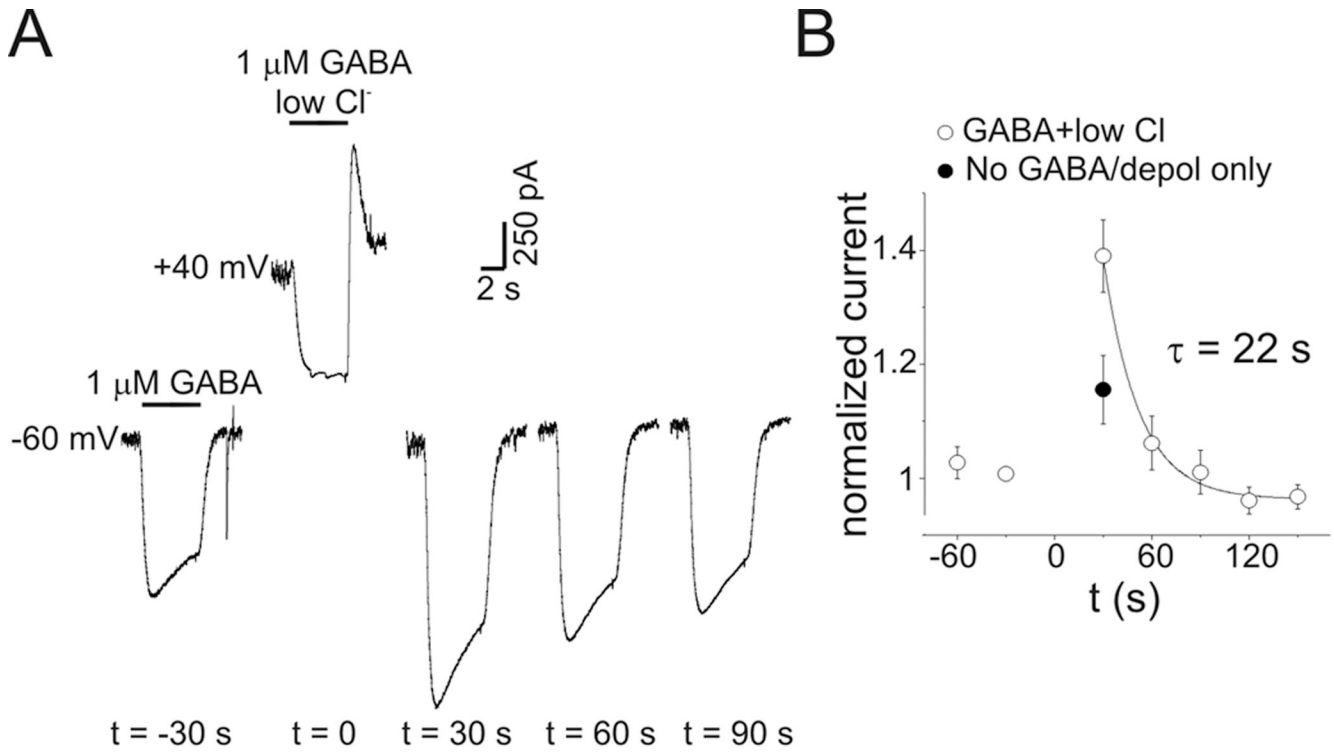 A
1 μM GABA
low Cl-
+40 mV
250 pA
2 s
1 μM GABA
-60 mV
t = -30 s
t = 0
t = 30 s
t = 60 s
t = 90 s
B
GABA+low Cl
No GABA/depol only
normalized current
1.4
1.2
1
τ = 22 s
-60
0
60
120
t (s)